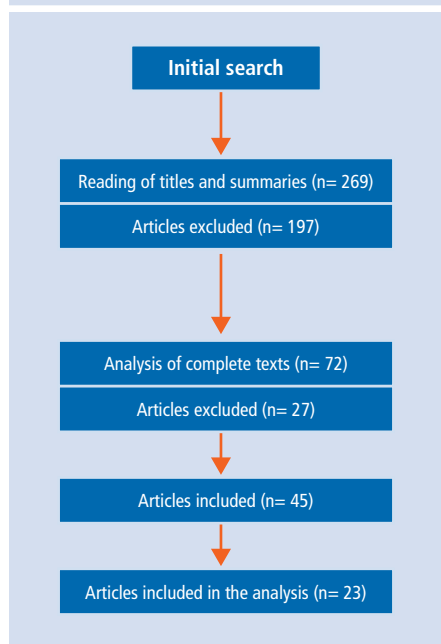 Initial search
Reading of titles and summaries (n= 269)
Articles excluded (n= 197)
Analysis of complete texts (n= 72)
Articles excluded (n= 27)
Articles included (n= 45)
Articles included in the analysis (n= 23)